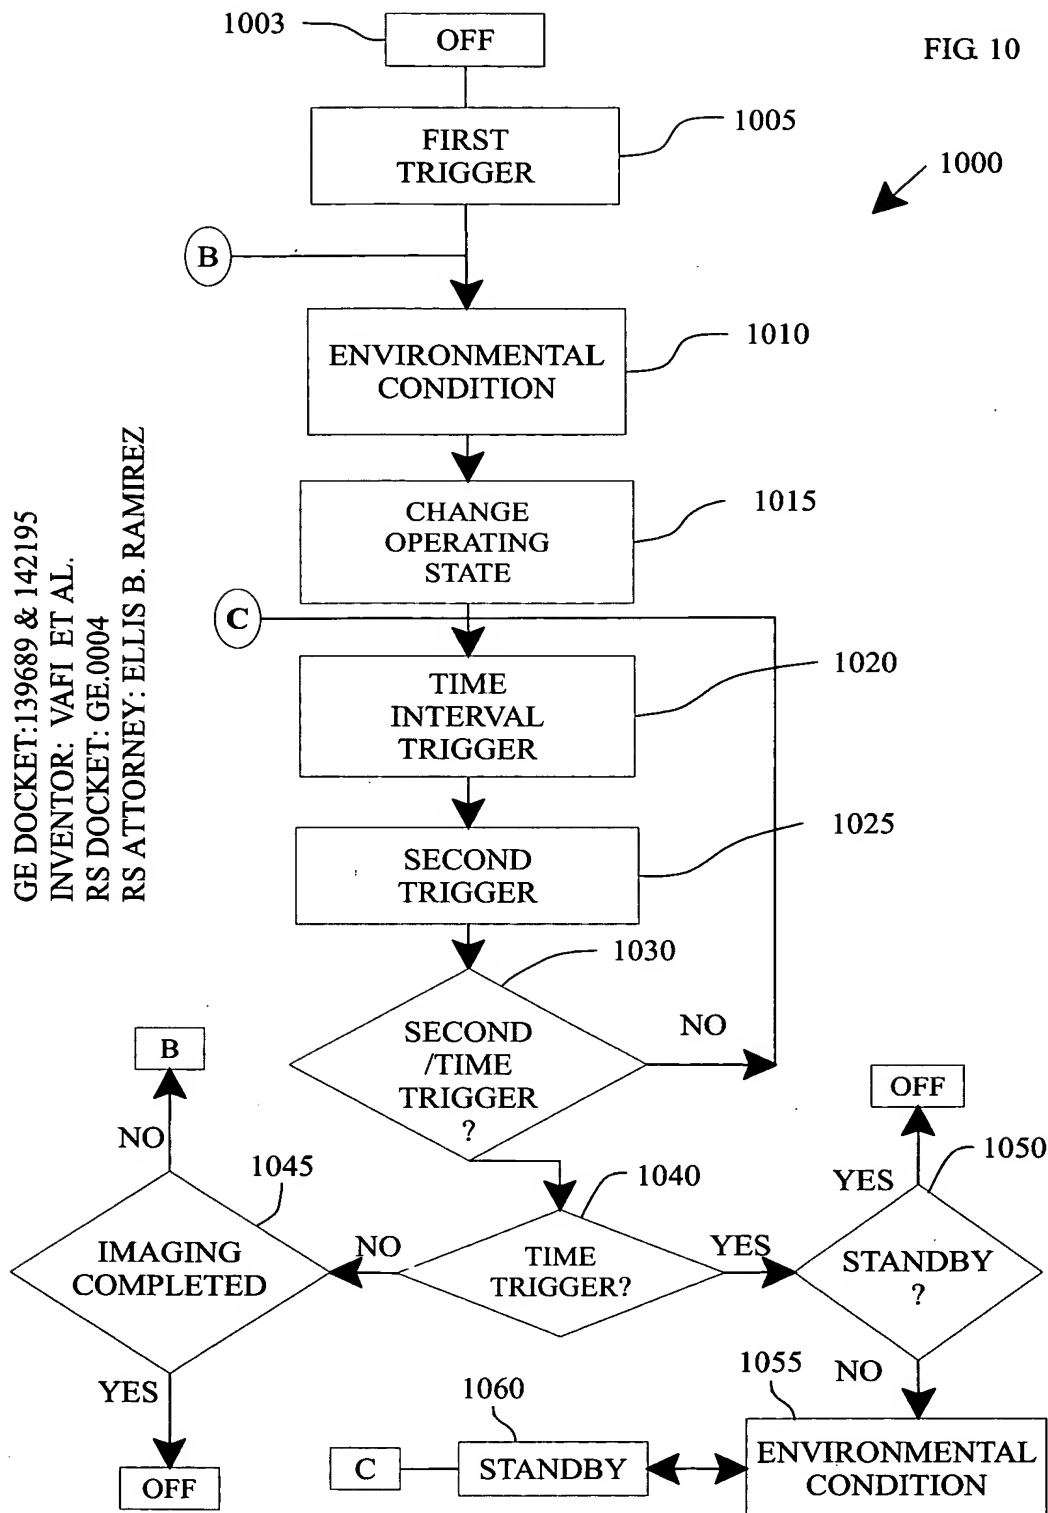 1003
OFF
FIG. 10
FIRST
TRIGGER
1005
1000
B
ENVIRONMENTAL
CONDITION
1010
CHANGE
OPERATING
STATE
1015
C
TIME
INTERVAL
TRIGGER
1020
SECOND
TRIGGER
1025
GE DOCKET:139689 & 142195
INVENTOR: VAFI ET AL.
RS DOCKET: GE.0004
RS ATTORNEY: ELLIS B. RAMIREZ
1030
SECOND
/TIME
TRIGGER
?
NO
B
NO
OFF
YES
1050
1045
IMAGING
COMPLETED
NO
1040
TIME
TRIGGER?
YES
STANDBY
?
YES
OFF
NO
1055
ENVIRONMENTAL
CONDITION
1060
STANDBY
C